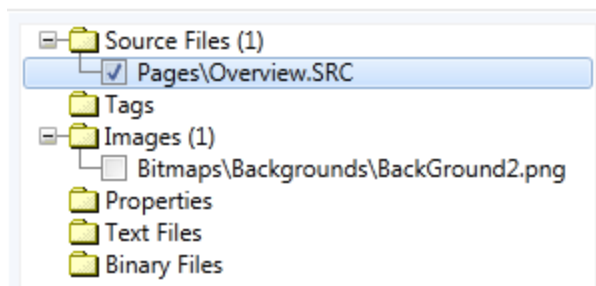 Source Files (1)
Pages\Overview.SRC
Tags
Images (1)
Bitmaps\Backgrounds\BackGround2.png
Properties
Text Files
Binary Files